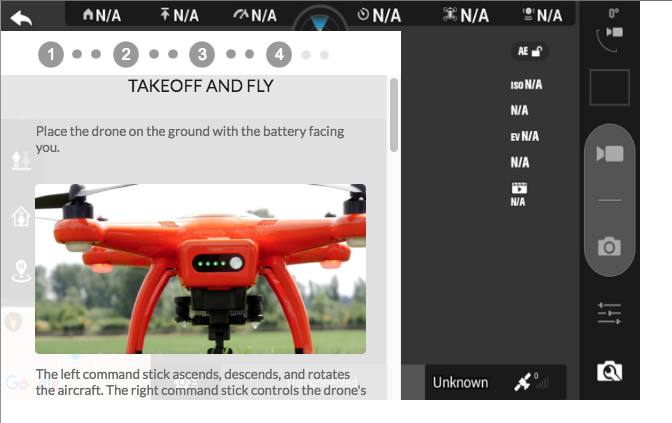 N/A N/A N/A N/A N/A N/A 0°
1 2 3 4
AE
TAKEOFF AND FLY
ISO N/A
N/A
Place the drone on the ground with the battery facing
you.
EV N/A
N/A
N/A
The left command stick ascends, descends, and rotates
the aircraft. The right command stick controls the drone's
Google
Unknown 0